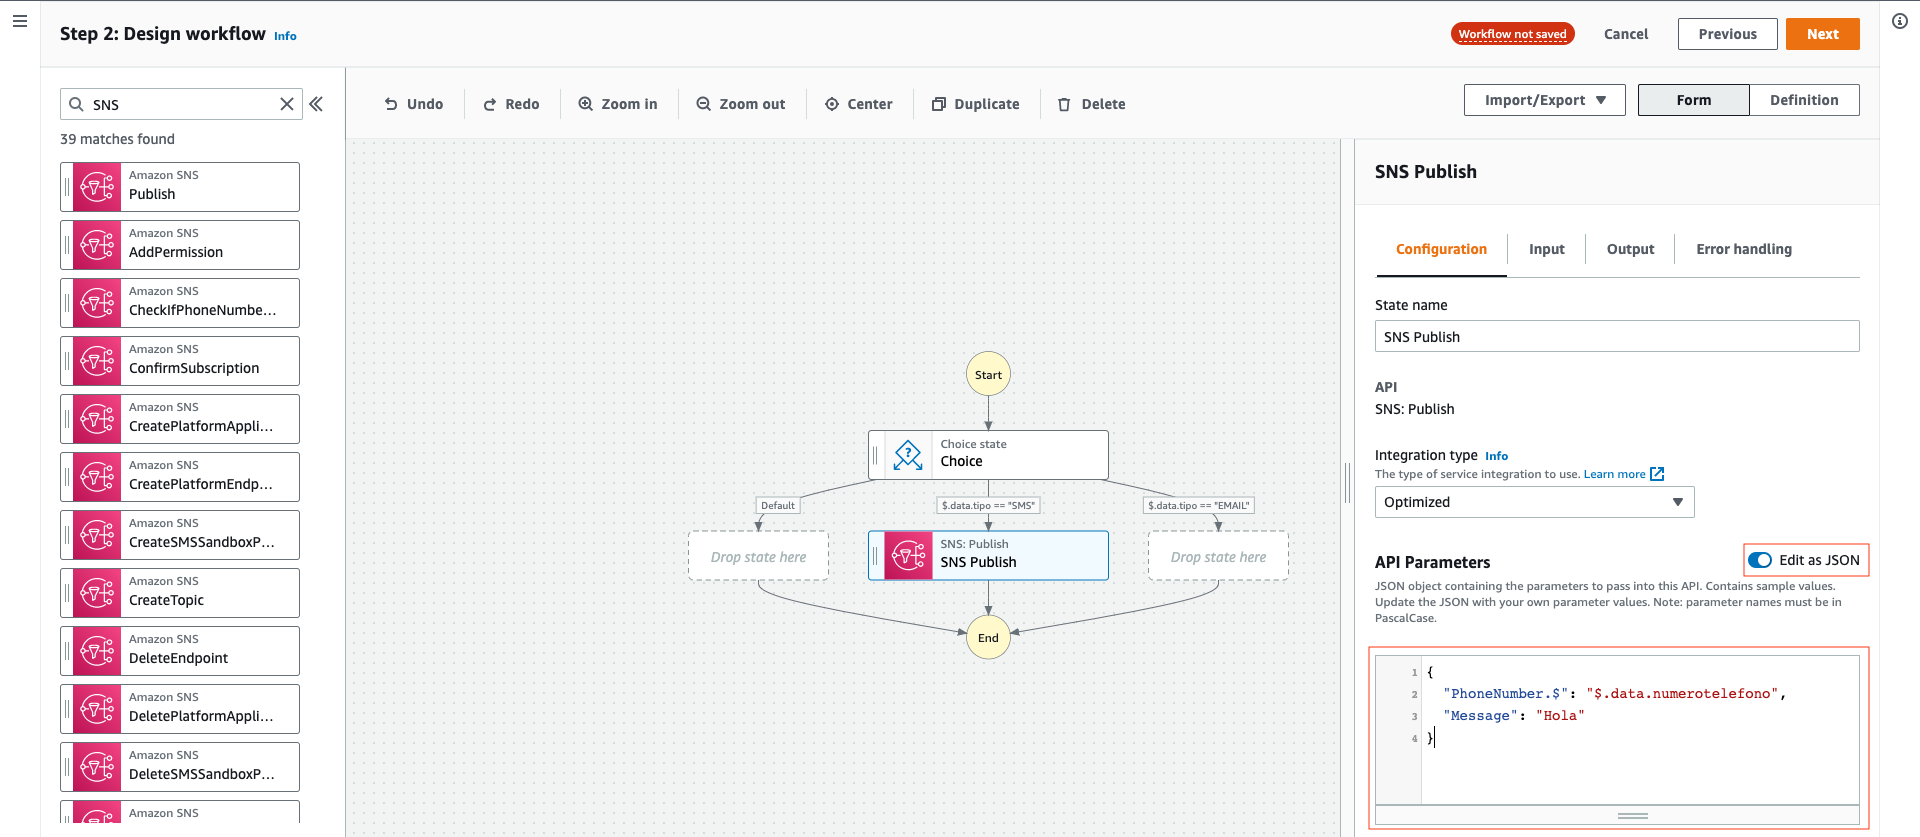 Step 2: Design workflow Info
Workflow not saved
Cancel
Previous
Next
SNS
39 matches found
Amazon SNS
Publish
Amazon SNS
AddPermission
Amazon SNS
CheckIfPhoneNumbe...
Amazon SNS
ConfirmSubscription
Amazon SNS
CreatePlatformAppli...
Amazon SNS
CreatePlatformEndp...
Amazon SNS
CreateSMSSandboxP...
Amazon SNS
CreateTopic
Amazon SNS
DeleteEndpoint
Amazon SNS
DeletePlatformAppli...
Amazon SNS
DeleteSMSSandboxP...
Amazon SNS
Undo
Redo
Zoom in
Zoom out
Center
Duplicate
Delete
Import/Export
Form
Definition
Start
Choice state
Choice
Default
$.data.tipo == "SMS"
$.data.tipo == "EMAIL"
Drop state here
SNS: Publish
SNS Publish
Drop state here
End
SNS Publish
Configuration
Input
Output
Error handling
State name
SNS Publish
API
SNS: Publish
Integration type Info
The type of service integration to use. Learn more
Optimized
API Parameters
Edit as JSON
JSON object containing the parameters to pass into this API. Contains sample values.
Update the JSON with your own parameter values. Note: parameter names must be in
PascalCase.
1 {
2 "PhoneNumber.$": "$.data.numerotelefono",
3 "Message": "Hola"
4 }